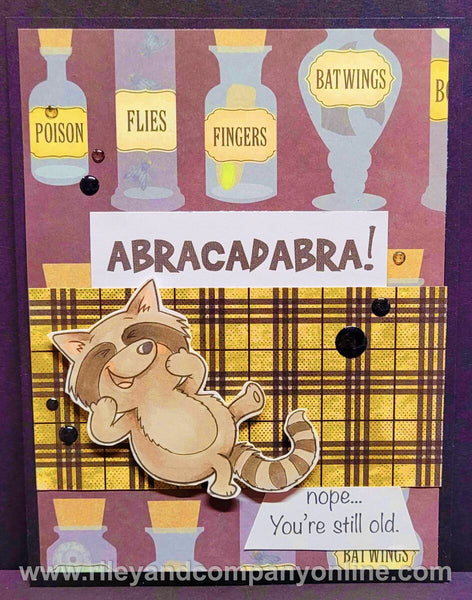 POISON
FLIES
FINGERS
BATWINGS
ABRACADABRA!
nope...
You're still old.
BATWINGS
www.rileyandcompanyonline.com